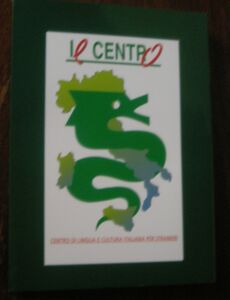 Il CENTRO
CENTRO DI LINGUA E CULTURA ITALIANA PER STRANIERI